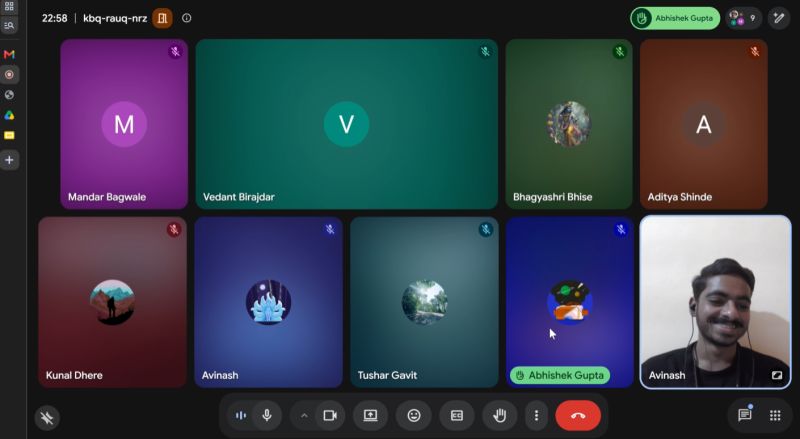 22:58 | kbq-rauq-nrz
Abhishek Gupta
9
M
Mandar Bagwale
V
Vedant Birajdar
Bhagyashri Bhise
A
Aditya Shinde
Kunal Dhere
Avinash
Tushar Gavit
Abhishek Gupta
Avinash